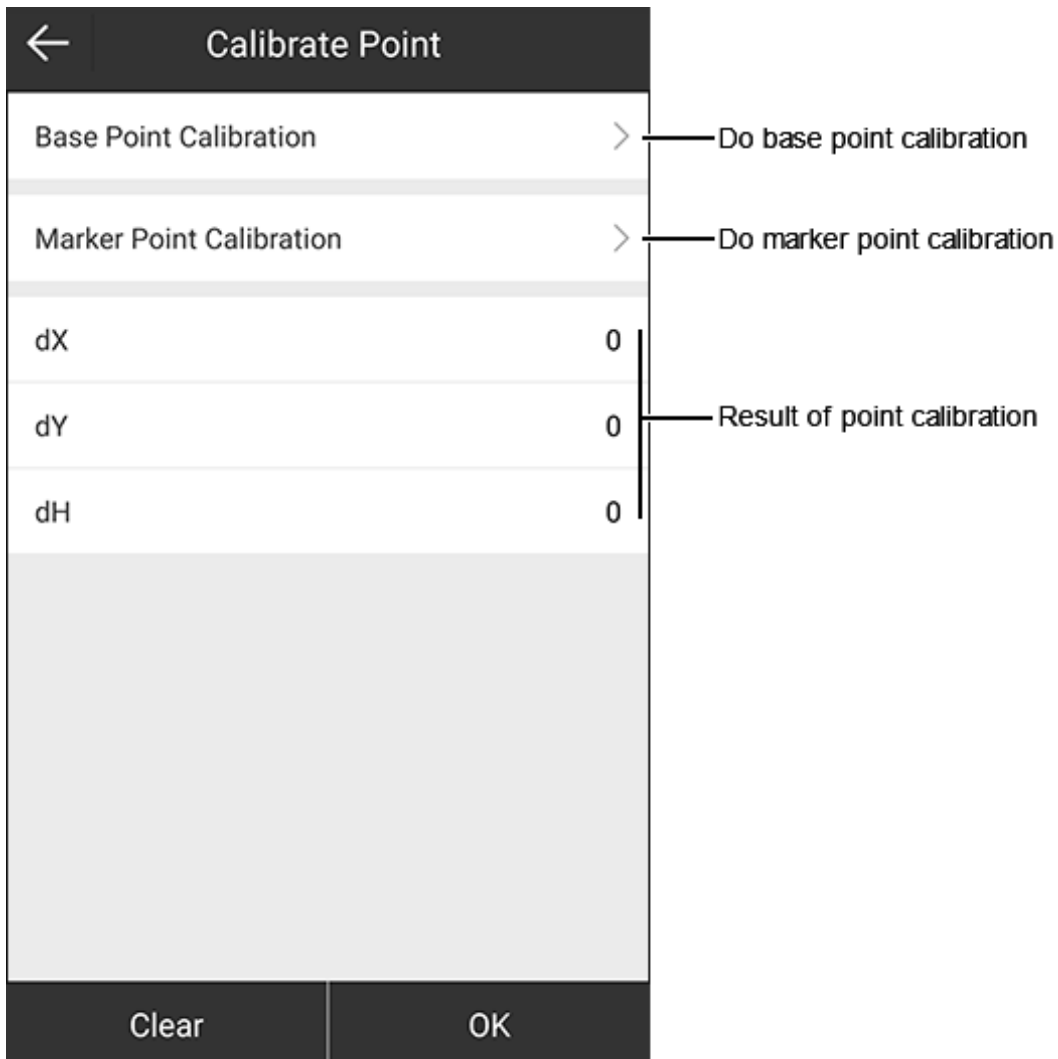 Calibrate Point
Base Point Calibration
Do base point calibration
Marker Point Calibration
Do marker point calibration
dX 0
dY 0
Result of point calibration
dH 0
Clear OK